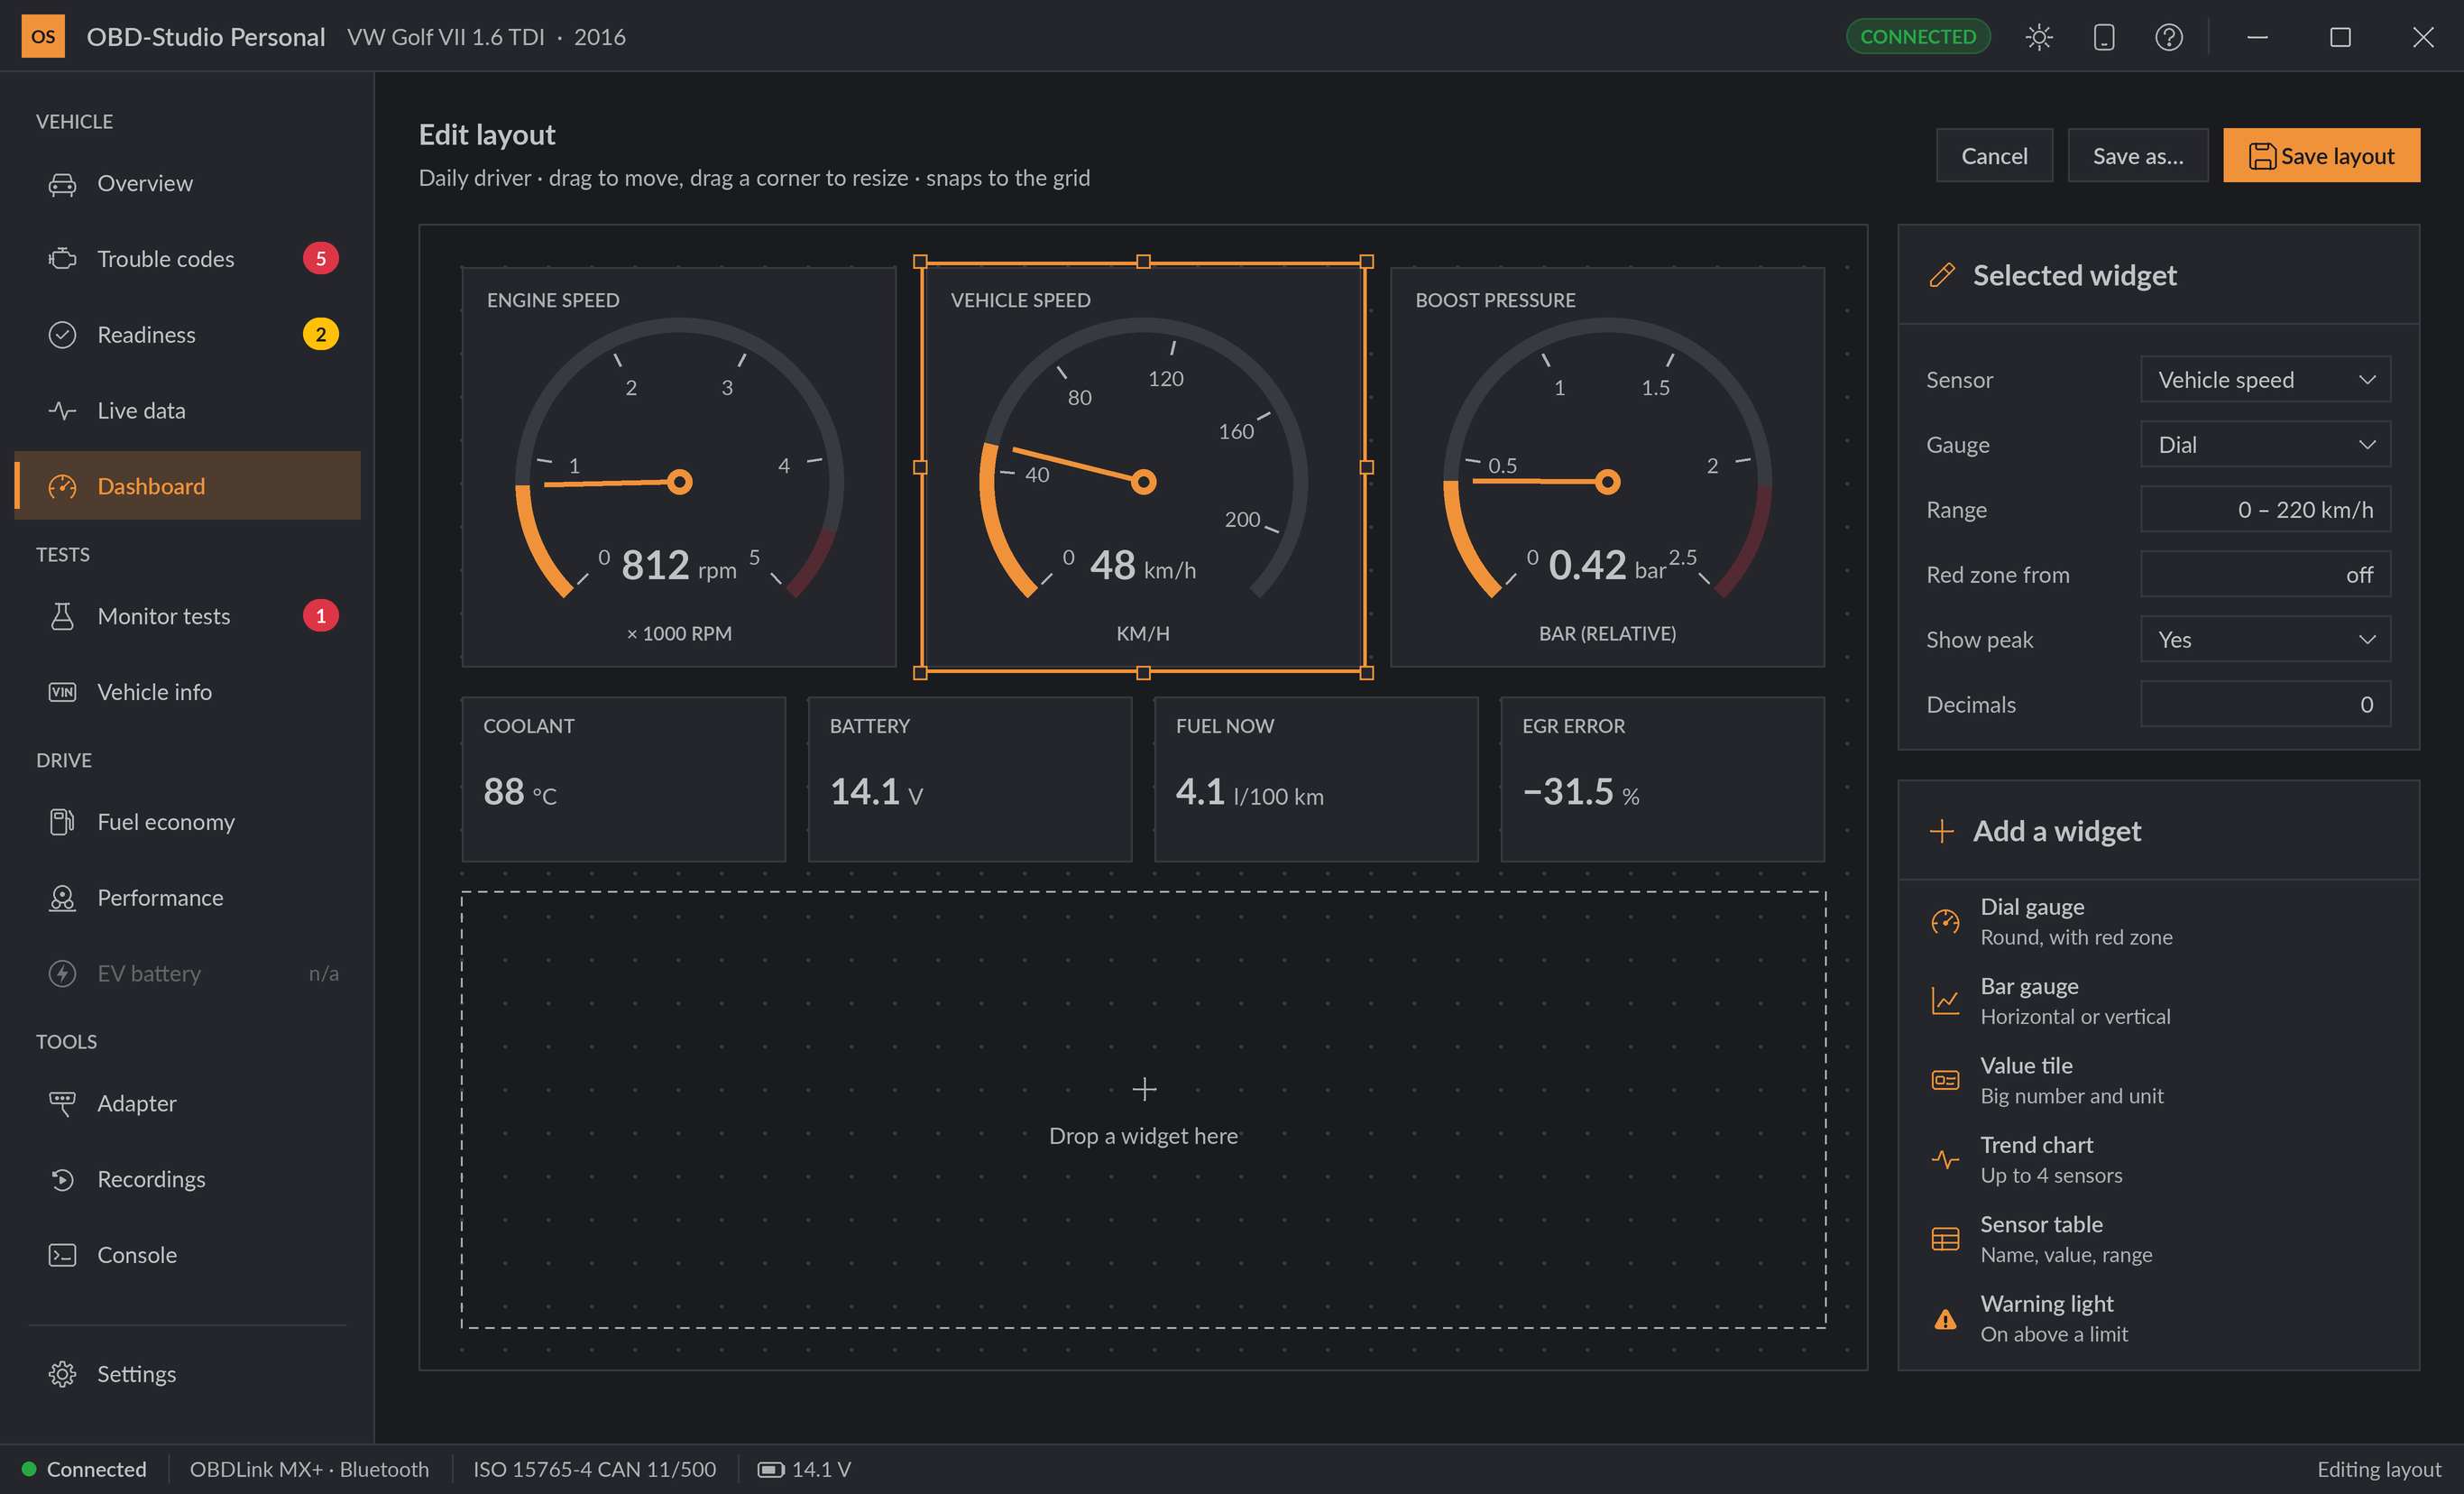 OS
OBD-Studio Personal
VW Golf VII 1.6 TDI · 2016
CONNECTED
VEHICLE
Overview
Trouble codes
5
Readiness
2
Live data
Dashboard
TESTS
Monitor tests
1
VIN
Vehicle info
DRIVE
Fuel economy
Performance
EV battery
n/a
TOOLS
Adapter
Recordings
Console
Settings
Edit layout
Daily driver · drag to move, drag a corner to resize · snaps to the grid
Cancel
Save as...
Save layout
ENGINE SPEED
0
1
2
3
4
5
812 rpm
× 1000 RPM
VEHICLE SPEED
0
40
80
120
160
200
48 km/h
KM/H
BOOST PRESSURE
0
0.5
1
1.5
2
2.5
0.42 bar
BAR (RELATIVE)
COOLANT
88 °C
BATTERY
14.1 V
FUEL NOW
4.1 l/100 km
EGR ERROR
−31.5 %
Drop a widget here
Selected widget
Sensor
Vehicle speed
Gauge
Dial
Range
0 – 220 km/h
Red zone from
off
Show peak
Yes
Decimals
0
Add a widget
Dial gauge
Round, with red zone
Bar gauge
Horizontal or vertical
Value tile
Big number and unit
Trend chart
Up to 4 sensors
Sensor table
Name, value, range
Warning light
On above a limit
Connected
OBDLink MX+ · Bluetooth
ISO 15765-4 CAN 11/500
14.1 V
Editing layout